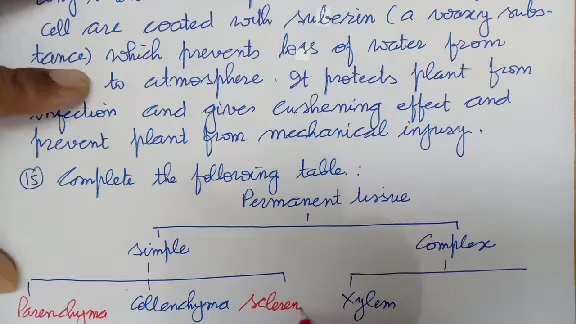 cell are coated with suberin (a waxy subs-
tance) which prevents loss of water from
to atmosphere. It protects plant from
infection and gives cushening effect and
prevent plant from mechanical injury.
15 Complete the following table:
Permanent tissue
Simple Complex
Parenchyma Collenchyma Scleren Xylem